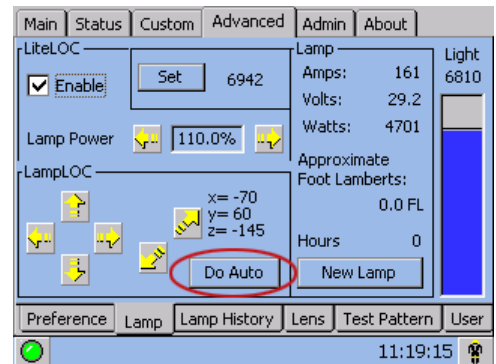 Main Status Custom Advanced Admin About
LiteLOC
Enable
Set 6942
Lamp Power 110.0%
LampLOC
x= -70
y= 60
z= -145
Do Auto
Lamp
Amps: 161
Volts: 29.2
Watts: 4701
Approximate
Foot Lamberts:
0.0 FL
Hours 0
New Lamp
Light
6810
Preference Lamp Lamp History Lens Test Pattern User
11:19:15